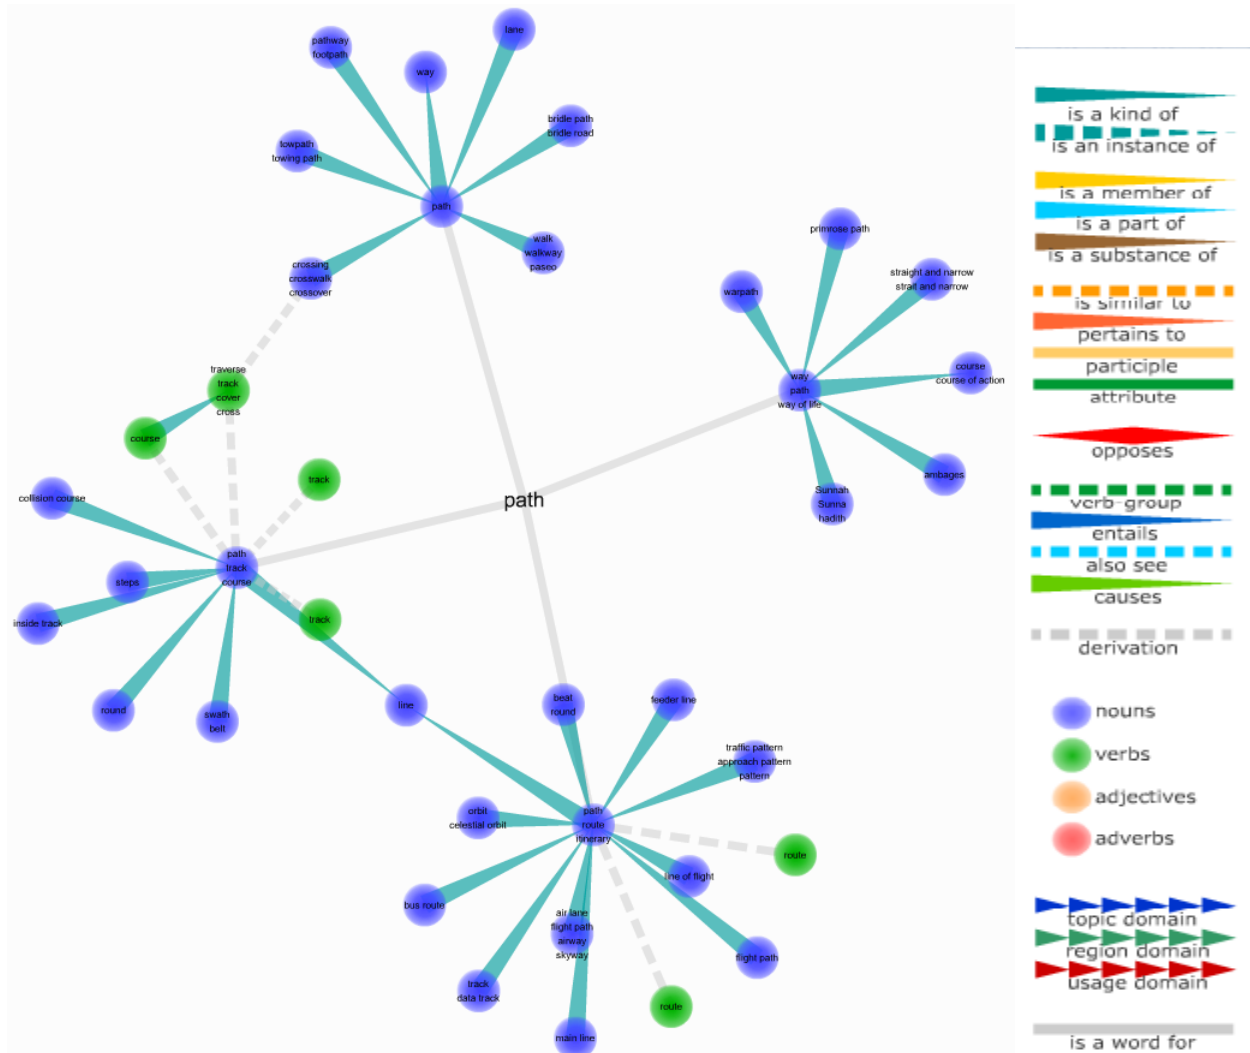 lane
pathway
footpath
way
bridle path
bridle road
towpath
towing path
path
walk
walkway
paseo
crossing
crosswalk
crossover
primrose path
straight and narrow
strait and narrow
warpath
course
course of action
way
path
way of life
ambages
Sunnah
Sunna
hadith
traverse
track
cover
cross
course
track
path
collision course
path
track
course
steps
inside track
track
round
swath
belt
line
beat
round
feeder line
traffic pattern
approach pattern
pattern
orbit
celestial orbit
path
route
itinerary
route
line of flight
bus route
air lane
flight path
airway
skyway
flight path
track
data track
route
main line
is a kind of
is an instance of
is a member of
is a part of
is a substance of
is similar to
pertains to
participle
attribute
opposes
verb-group
entails
also see
causes
derivation
nouns
verbs
adjectives
adverbs
topic domain
region domain
usage domain
is a word for